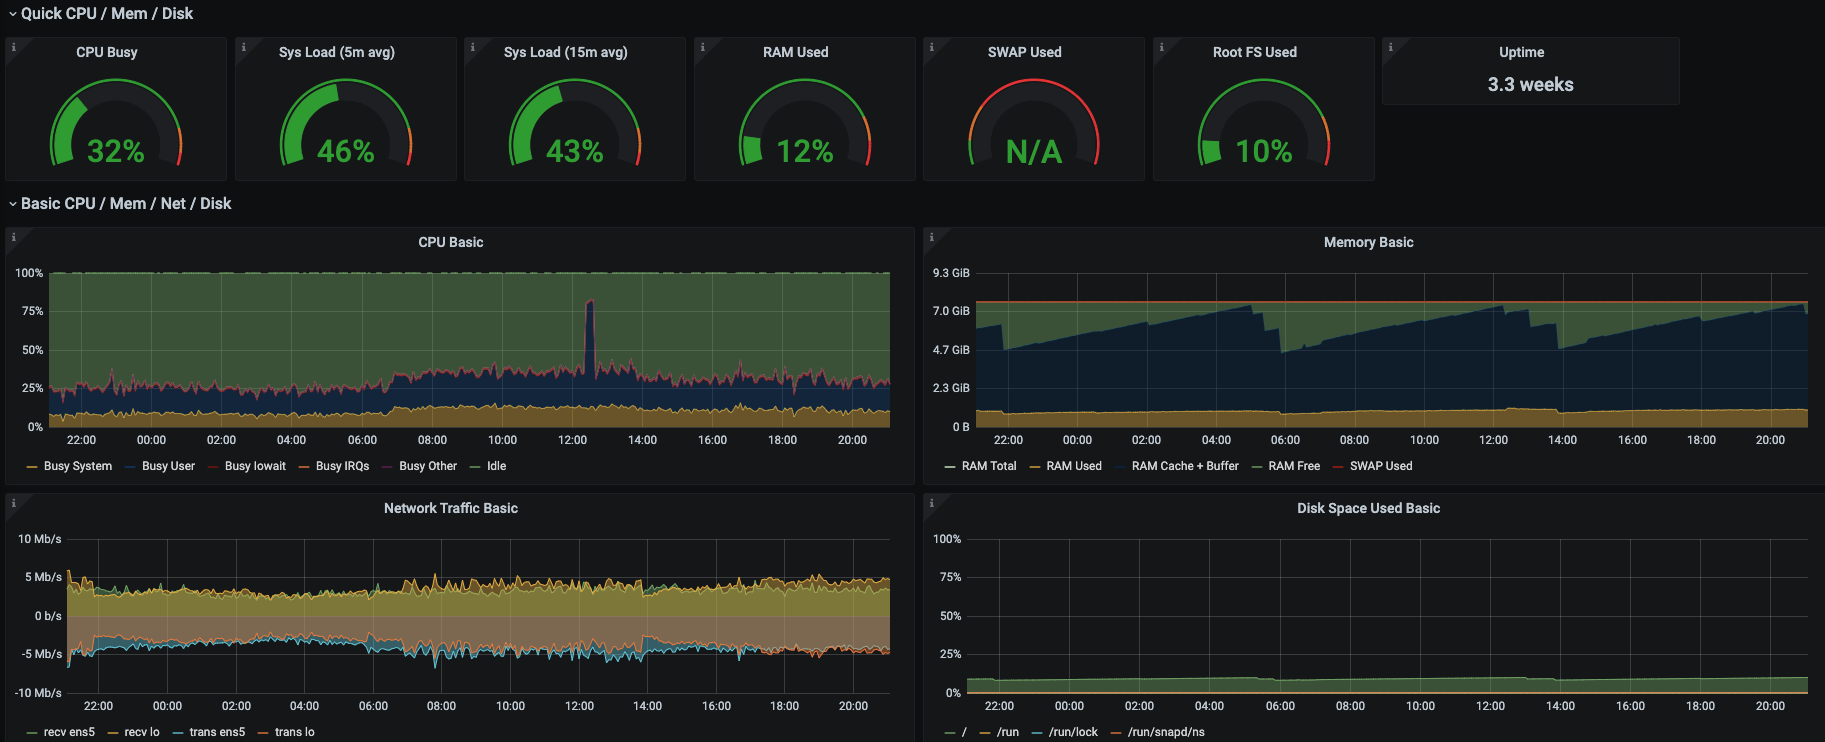 Quick CPU / Mem / Disk
CPU Busy
32%
Sys Load (5m avg)
46%
Sys Load (15m avg)
43%
RAM Used
12%
SWAP Used
N/A
Root FS Used
10%
Uptime
3.3 weeks
Basic CPU / Mem / Net / Disk
CPU Basic
100%
75%
50%
25%
0%
22:00 00:00 02:00 04:00 06:00 08:00 10:00 12:00 14:00 16:00 18:00 20:00
Busy System Busy User Busy Iowait Busy IRQs Busy Other Idle
Memory Basic
9.3 GiB
7.0 GiB
4.7 GiB
2.3 GiB
0 B
22:00 00:00 02:00 04:00 06:00 08:00 10:00 12:00 14:00 16:00 18:00 20:00
RAM Total RAM Used RAM Cache + Buffer RAM Free SWAP Used
Network Traffic Basic
10 Mb/s
5 Mb/s
0 b/s
-5 Mb/s
-10 Mb/s
22:00 00:00 02:00 04:00 06:00 08:00 10:00 12:00 14:00 16:00 18:00 20:00
recv ens5 recv lo trans ens5 trans lo
Disk Space Used Basic
100%
75%
50%
25%
0%
22:00 00:00 02:00 04:00 06:00 08:00 10:00 12:00 14:00 16:00 18:00 20:00
/ /run /run/lock /run/snapd/ns